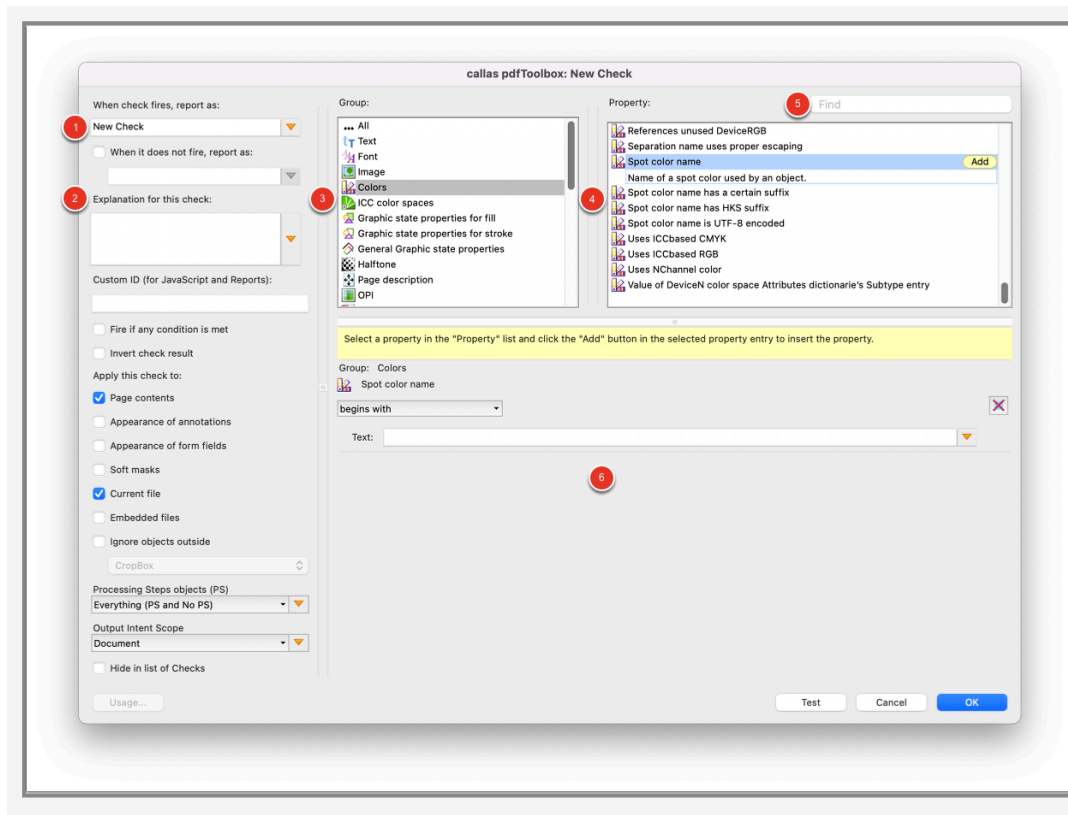 callas pdfToolbox: New Check
When check fires, report as:
1
New Check
When it does not fire, report as:
2
Explanation for this check:
Custom ID (for JavaScript and Reports):
Fire if any condition is met
Invert check result
Apply this check to:
Page contents
Appearance of annotations
Appearance of form fields
Soft masks
Current file
Embedded files
Ignore objects outside
CropBox
Processing Steps objects (PS)
Everything (PS and No PS)
Output Intent Scope
Document
Hide in list of Checks
Usage...
Group:
3
All
Text
Font
Image
Colors
ICC color spaces
Graphic state properties for fill
Graphic state properties for stroke
General Graphic state properties
Halftone
Page description
OPI
Property:
5
Find
4
References unused DeviceRGB
Separation name uses proper escaping
Spot color name
Add
Name of a spot color used by an object.
Spot color name has a certain suffix
Spot color name has HKS suffix
Spot color name is UTF-8 encoded
Uses ICCbased CMYK
Uses ICCbased RGB
Uses NChannel color
Value of DeviceN color space Attributes dictionarie's Subtype entry
Select a property in the "Property" list and click the "Add" button in the selected property entry to insert the property.
Group: Colors
Spot color name
begins with
Text:
6
Test
Cancel
OK